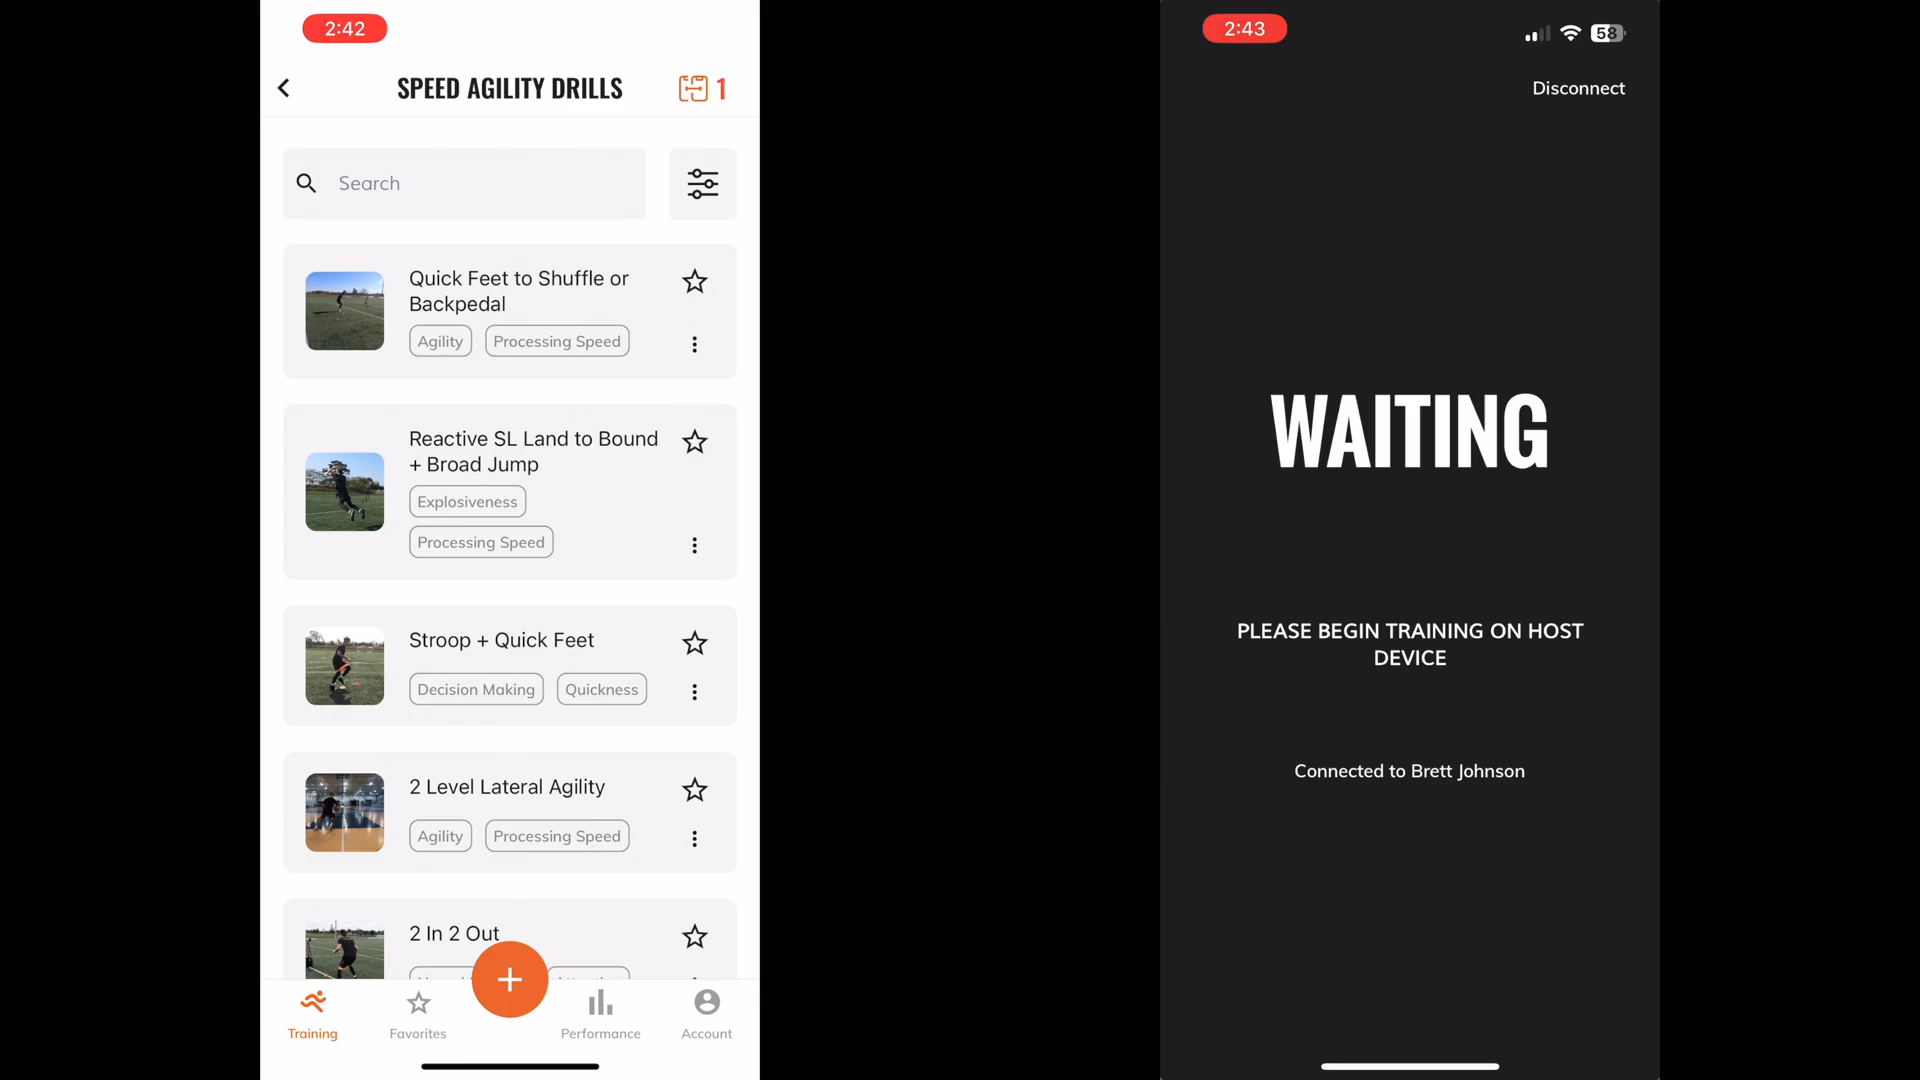 2:42
SPEED AGILITY DRILLS
1
Search
Quick Feet to Shuffle or
Backpedal
Agility
Processing Speed
Reactive SL Land to Bound
+ Broad Jump
Explosiveness
Processing Speed
Stroop + Quick Feet
Decision Making
Quickness
2 Level Lateral Agility
Agility
Processing Speed
2 In 2 Out
Training
Favorites
Performance
Account
2:43
58
Disconnect
WAITING
PLEASE BEGIN TRAINING ON HOST
DEVICE
Connected to Brett Johnson